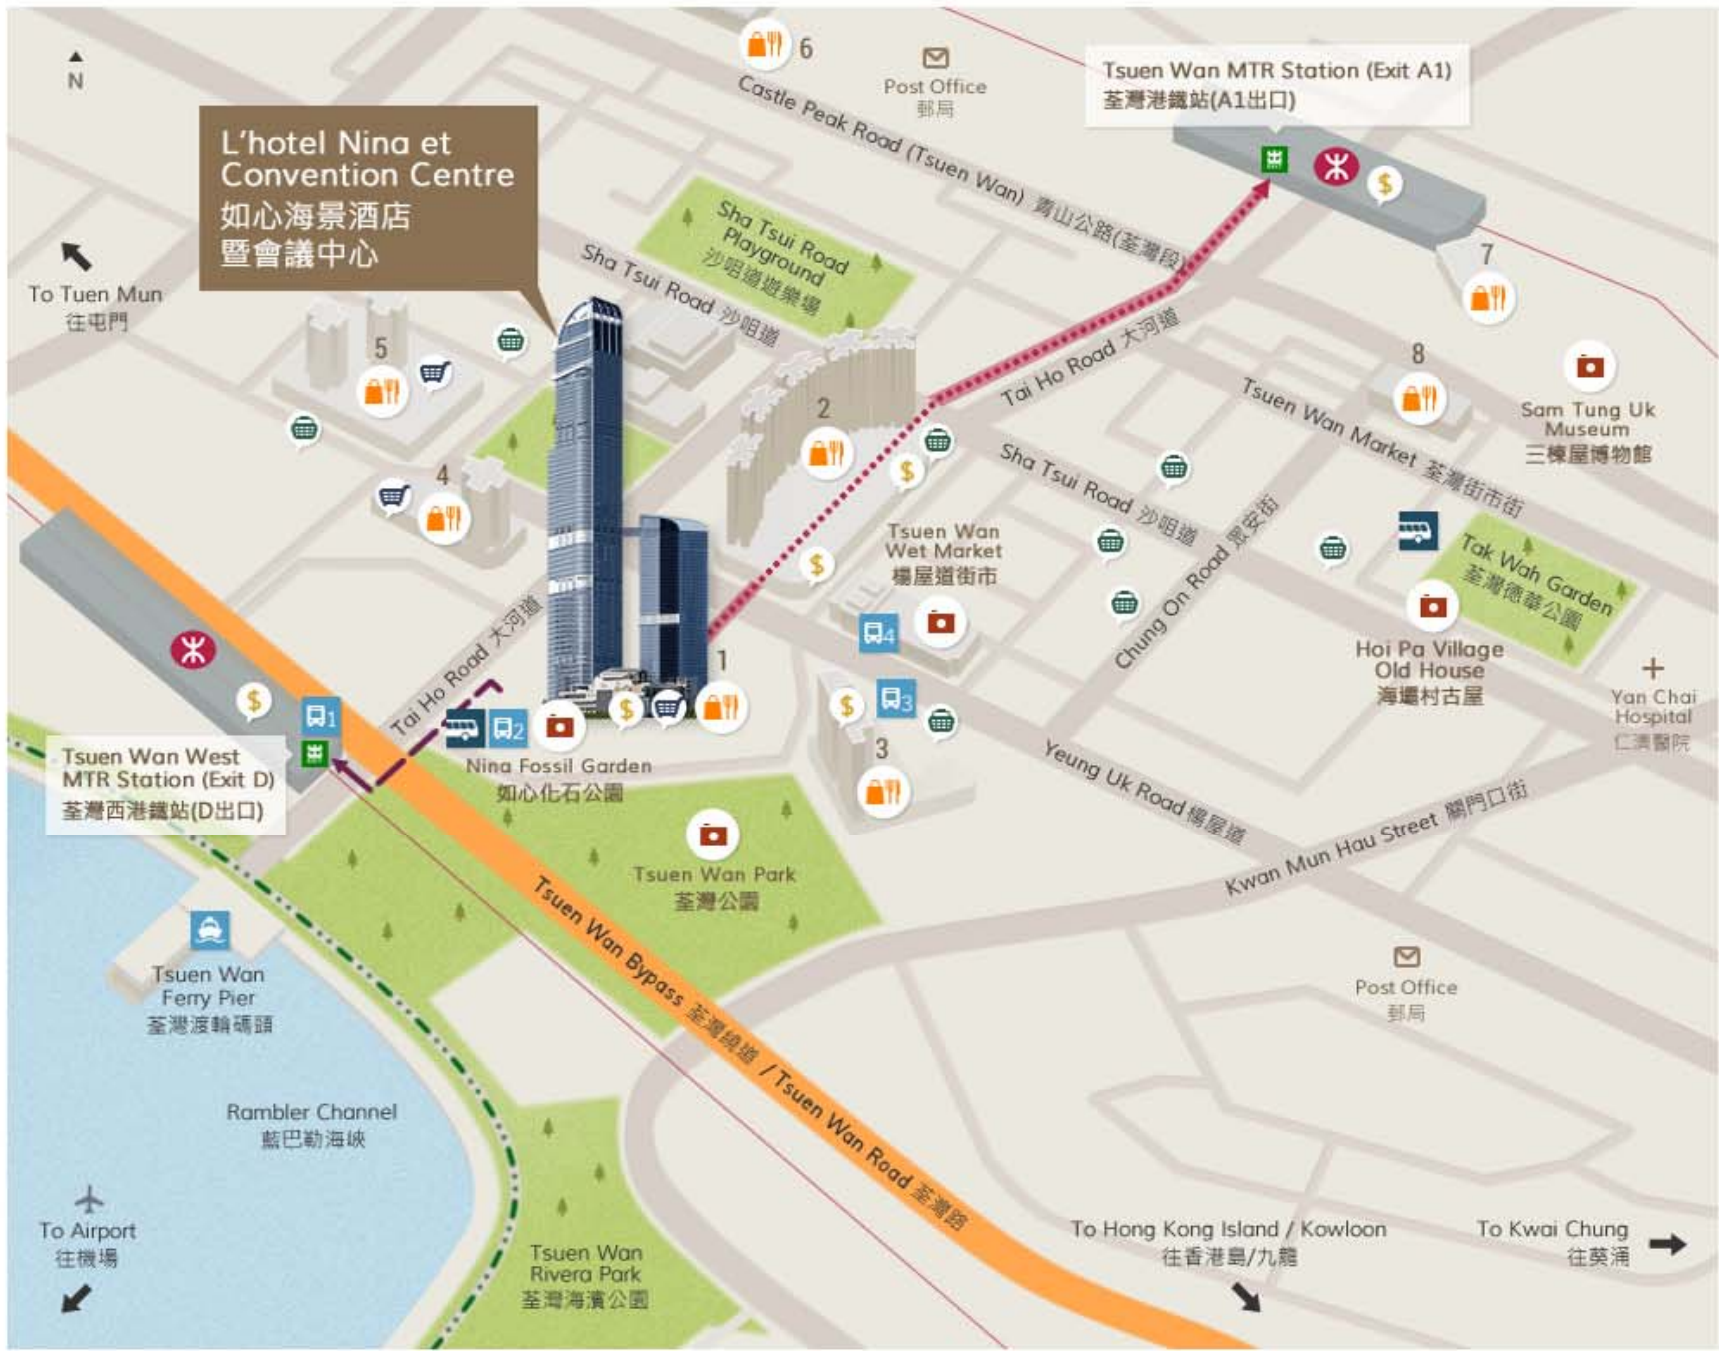 6
Post Office
郵局
Tsuen Wan MTR Station (Exit A1)
荃灣港鐵站(A1出口)
N
Castle Peak Road (Tsuen Wan) 青山公路(荃灣段)
L'hotel Nina et
Convention Centre
如心海景酒店
暨會議中心
Sha Tsui Road
Playground
沙咀道遊樂場
Sha Tsui Road 沙咀道
7
To Tuen Mun
往屯門
5
Tai Ho Road 大河道
8
Tsuen Wan Market 荃灣街市街
Sam Tung Uk
Museum
三棟屋博物館
2
4
Sha Tsui Road 沙咀道
Tsuen Wan
Wet Market
楊屋道街市
Chung On Road 眾安街
Tak Wah Garden
荃灣德華公園
4
Hoi Pa Village
Old House
海壩村古屋
Yan Chai
Hospital
仁濟醫院
Tai Ho Road 大河道
1
3
1
2
3
Nina Fossil Garden
如心化石公園
Tsuen Wan West
MTR Station (Exit D)
荃灣西港鐵站(D出口)
Yeung Uk Road 楊屋道
Kwan Mun Hau Street 關門口街
Tsuen Wan Park
荃灣公園
Tsuen Wan Bypass 荃灣繞道 / Tsuen Wan Road 荃灣路
Tsuen Wan
Ferry Pier
荃灣渡輪碼頭
Post Office
郵局
Rambler Channel
藍巴勒海峽
To Airport
往機場
Tsuen Wan
Rivera Park
荃灣海濱公園
To Hong Kong Island / Kowloon
往香港島/九龍
To Kwai Chung
往葵涌